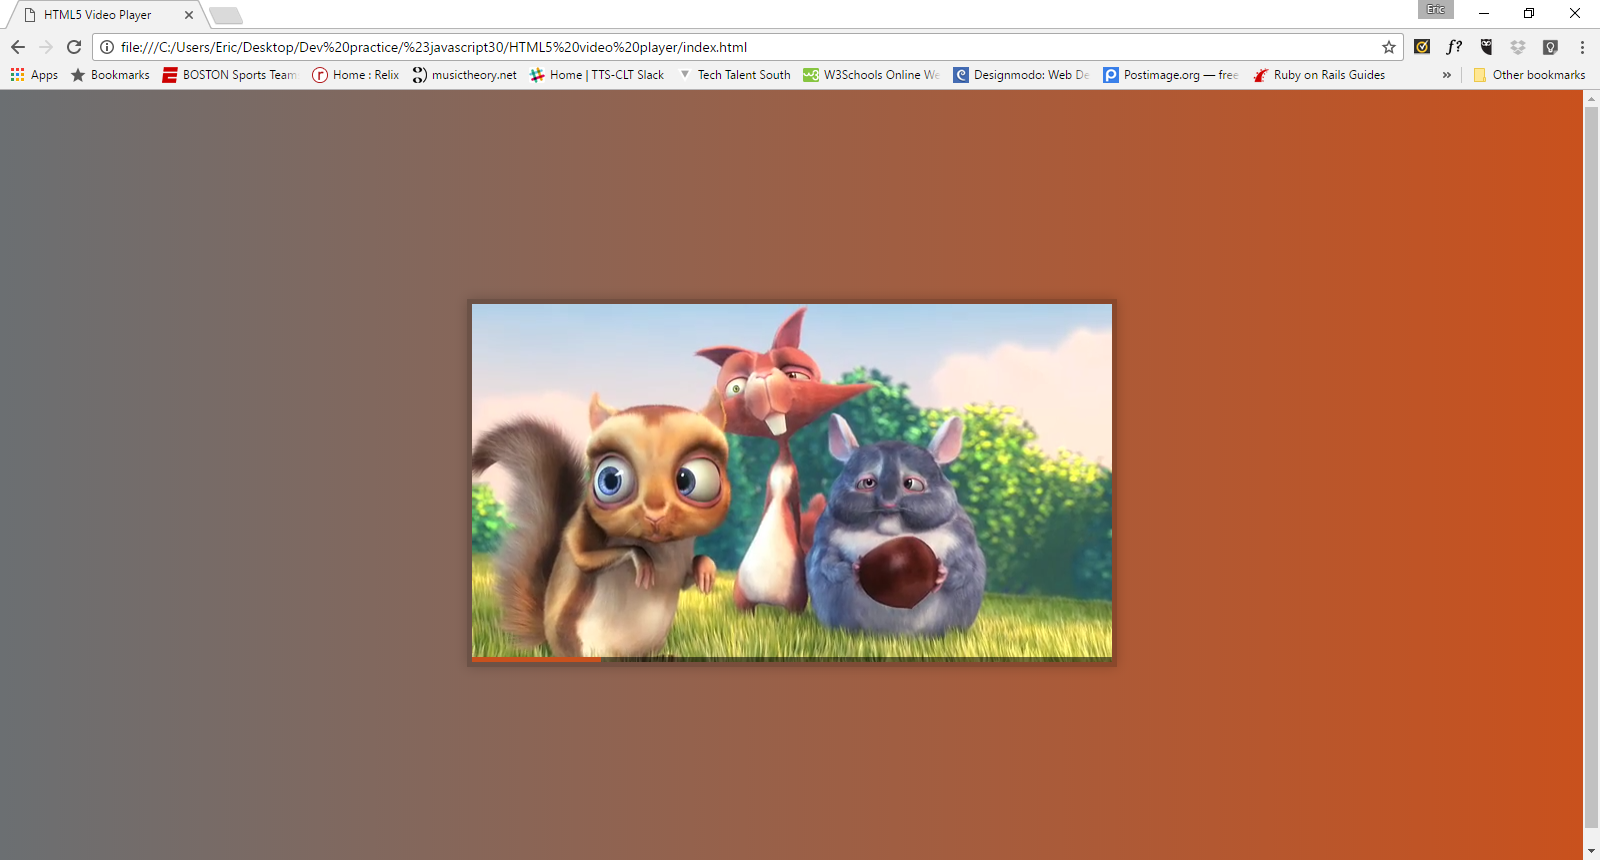 HTML5 Video Player
Eric
file:///C:/Users/Eric/Desktop/Dev%20practice/%23javascript30/HTML5%20video%20player/index.html
f?
Apps Bookmarks BOSTON Sports Team Home : Relix musictheory.net Home | TTS-CLT Slack Tech Talent South W3Schools Online We Designmodo: Web De Postimage.org — free Ruby on Rails Guides » Other bookmarks